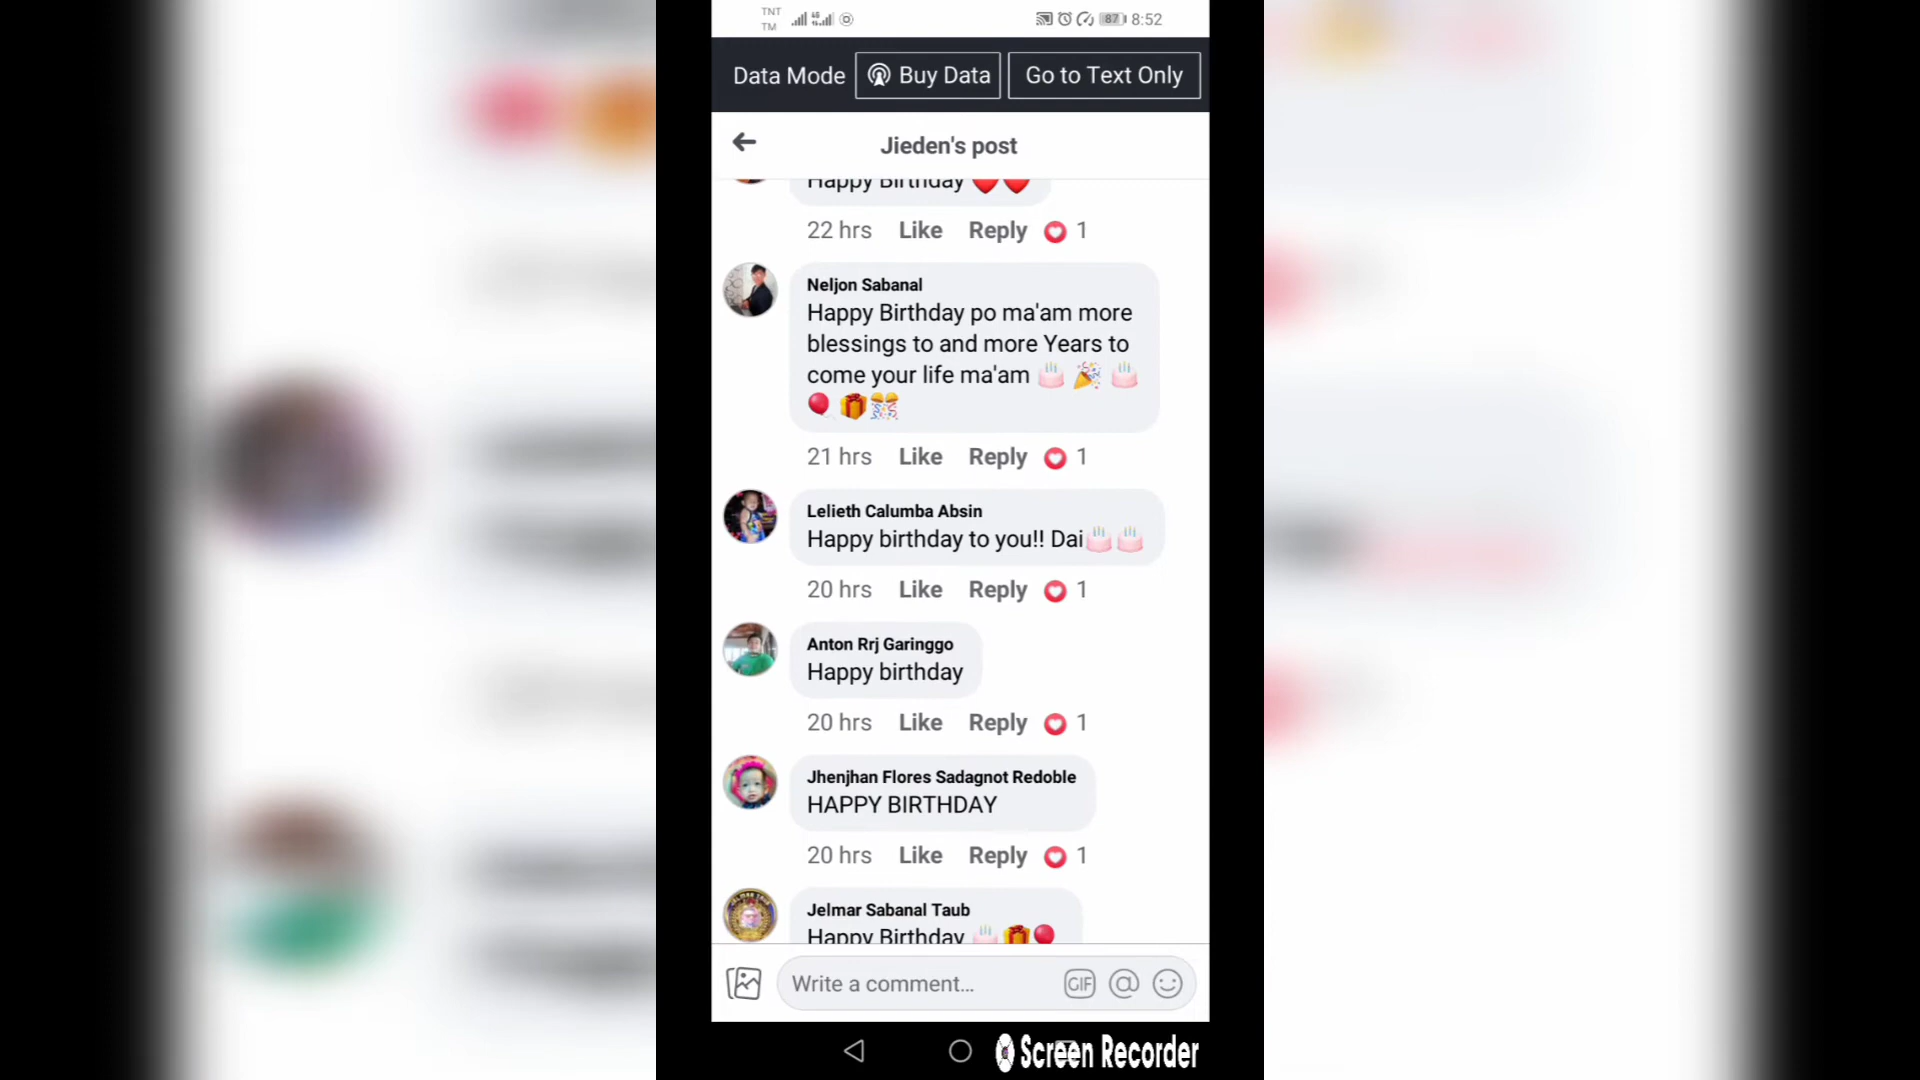 TNT
TM
4G
87 8:52
Data Mode Buy Data Go to Text Only
Jieden's post
Happy Birthday ❤️❤️
22 hrs Like Reply 1
Neljon Sabanal
Happy Birthday po ma'am more
blessings to and more Years to
come your life ma'am 🎂 🎉 🎂
🎈 🎁 🎊
21 hrs Like Reply 1
Lelieth Calumba Absin
Happy birthday to you!! Dai🎂 🎂
20 hrs Like Reply 1
Anton Rrj Garinggo
Happy birthday
20 hrs Like Reply 1
Jhenjhan Flores Sadagnot Redoble
HAPPY BIRTHDAY
20 hrs Like Reply 1
Jelmar Sabanal Taub
Happy Birthday 🎂🎁🎈
Write a comment...
GIF @
Screen Recorder